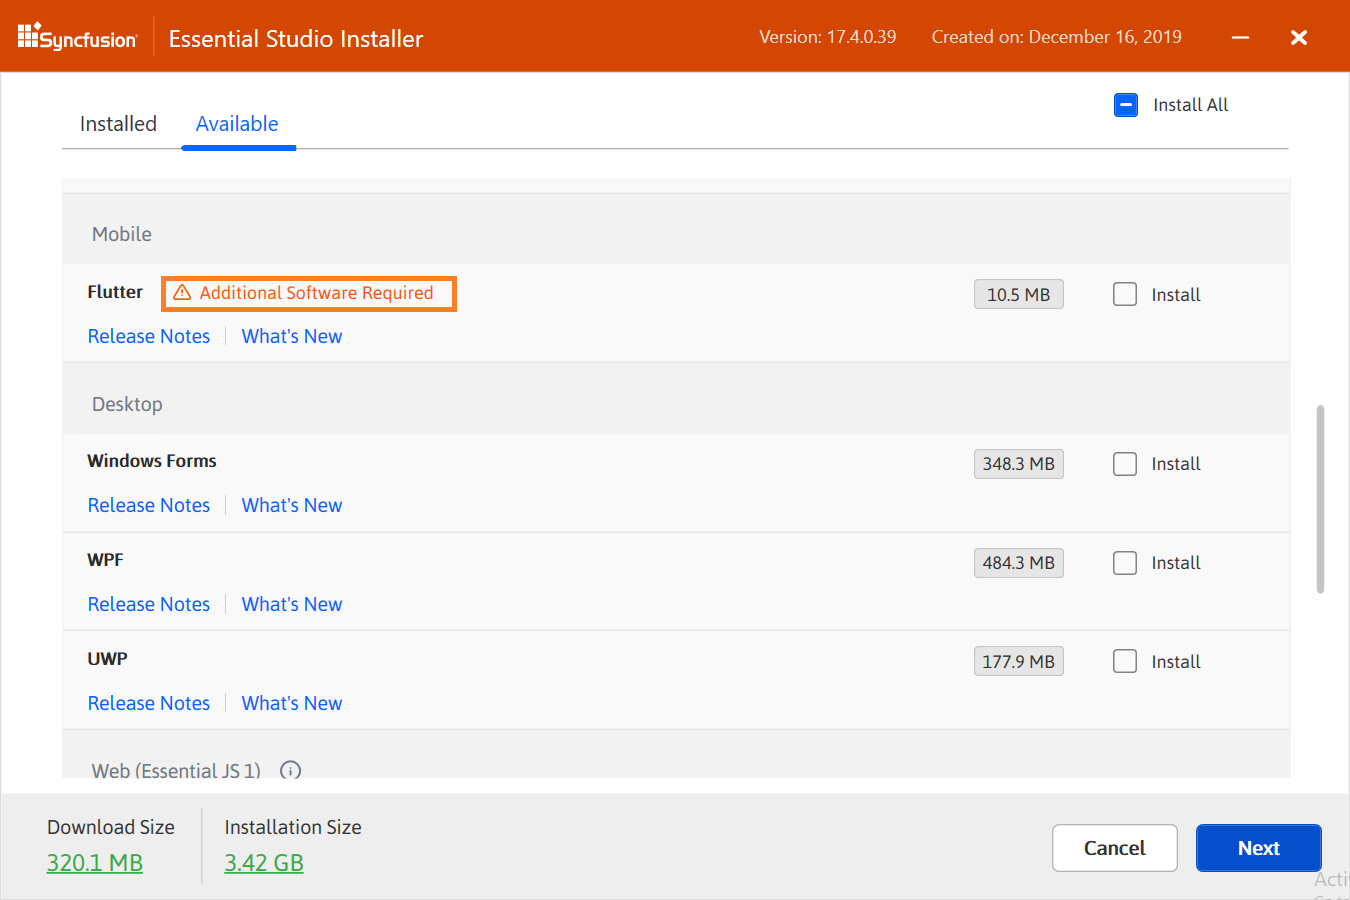 Syncfusion Essential Studio Installer Version: 17.4.0.39 Created on: December 16, 2019
Install All
Installed Available
Mobile
Flutter Additional Software Required 10.5 MB Install
Release Notes What's New
Desktop
Windows Forms 348.3 MB Install
Release Notes What's New
WPF 484.3 MB Install
Release Notes What's New
UWP 177.9 MB Install
Release Notes What's New
Web (Essential JS 1)
Download Size Installation Size
320.1 MB 3.42 GB
Cancel Next
Acti